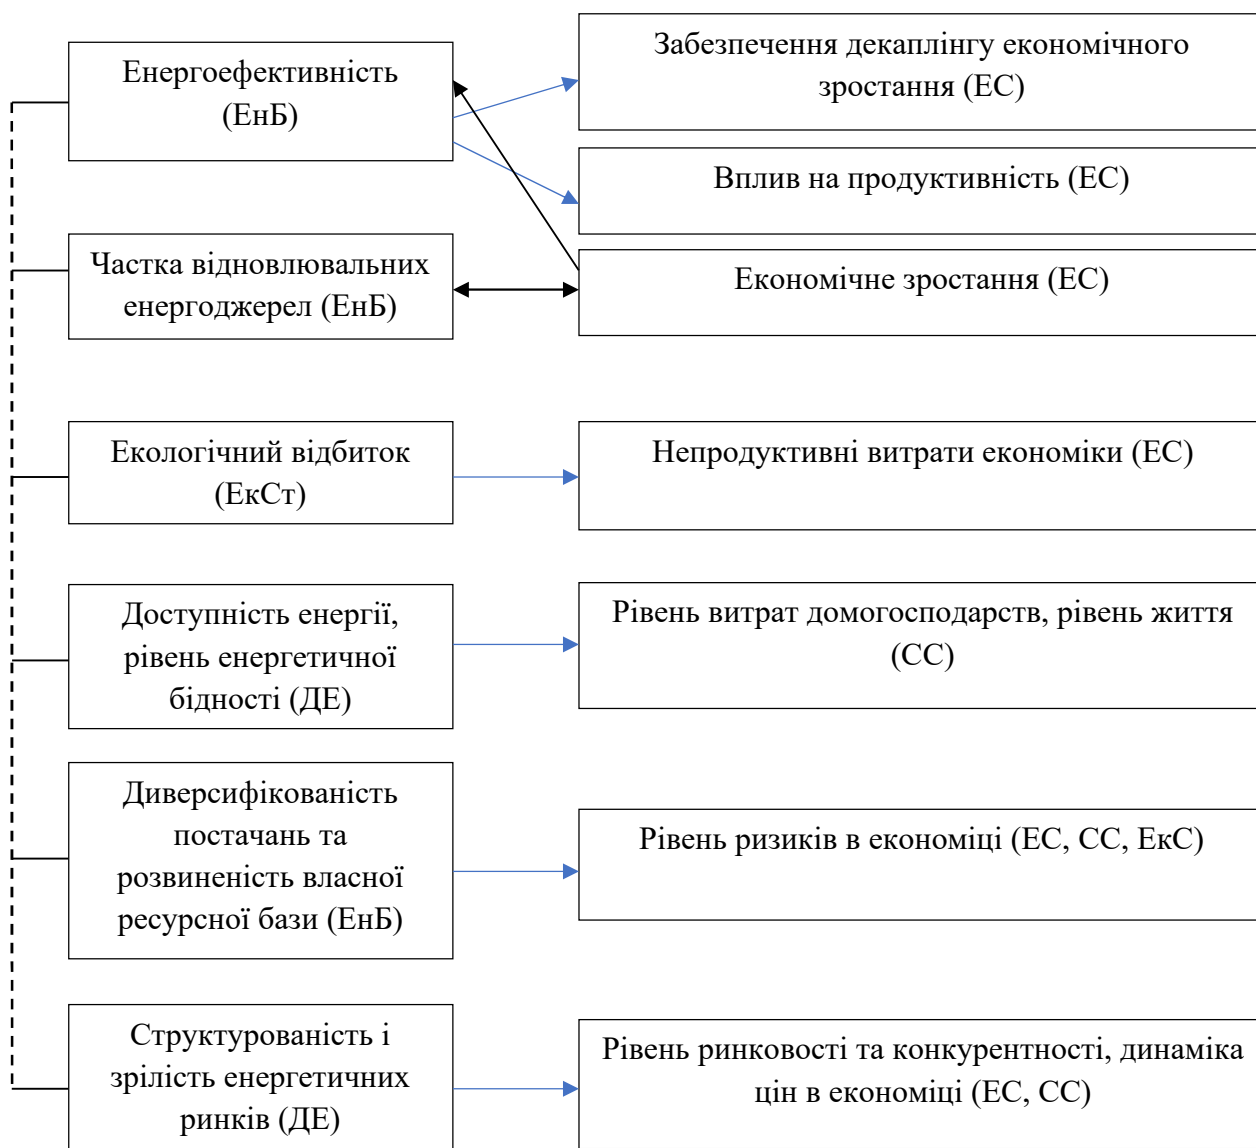 Енергоефективність
(ЕнБ)
Забезпечення декаплінгу економічного
зростання (ЕС)
Вплив на продуктивність (ЕС)
Частка відновлювальних
енергоджерел (ЕнБ)
Економічне зростання (ЕС)
Екологічний відбиток
(ЕкСт)
Непродуктивні витрати економіки (ЕС)
Доступність енергії,
рівень енергетичної
бідності (ДЕ)
Рівень витрат домогосподарств, рівень життя
(СС)
Диверсифікованість
постачань та
розвиненість власної
ресурсної бази (ЕнБ)
Рівень ризиків в економіці (ЕС, СС, ЕкС)
Структурованість і
зрілість енергетичних
ринків (ДЕ)
Рівень ринковості та конкурентності, динаміка
цін в економіці (ЕС, СС)